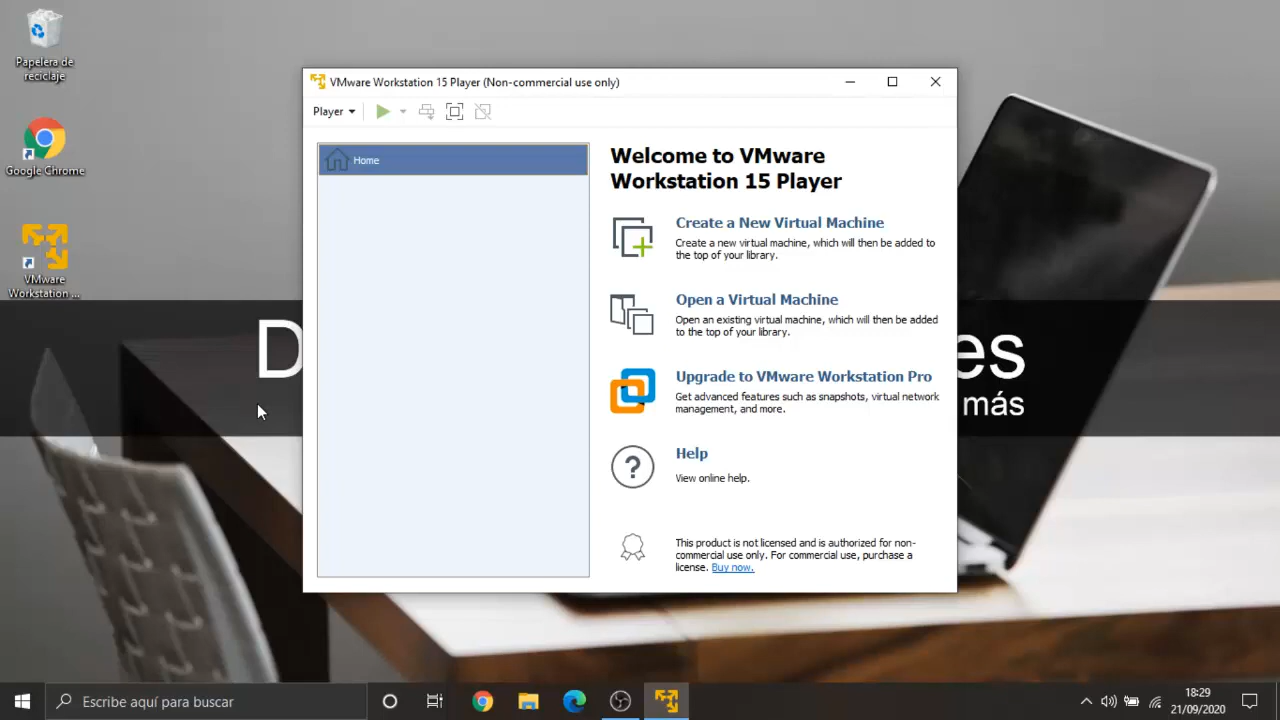 Papelera de
reciclaje
Google Chrome
VMware
Workstation ...
VMware Workstation 15 Player (Non-commercial use only)
Player
Home
Welcome to VMware
Workstation 15 Player
Create a New Virtual Machine
Create a new virtual machine, which will then be added to
the top of your library.
Open a Virtual Machine
Open an existing virtual machine, which will then be added
to the top of your library.
Upgrade to VMware Workstation Pro
Get advanced features such as snapshots, virtual network
management, and more.
Help
View online help.
This product is not licensed and is authorized for non-
commercial use only. For commercial use, purchase a
license. Buy now.
D
es
más
Escribe aquí para buscar
18:29
21/09/2020